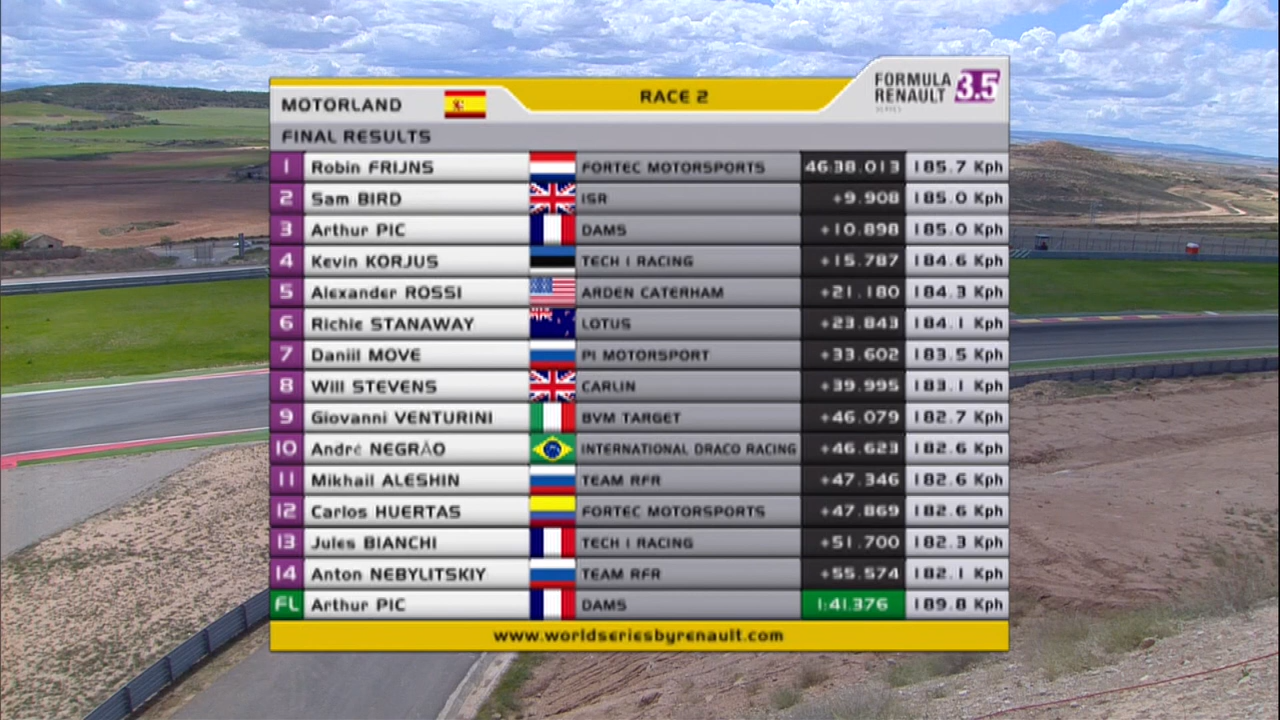 MOTORLAND
RACE 2
FORMULA RENAULT 3.5
SERIES
FINAL RESULTS
1 Robin FRIJNS FORTEC MOTORSPORTS 46:38.013 185.7 Kph
2 Sam BIRD ISR +9.908 185.0 Kph
3 Arthur PIC DAMS +10.898 185.0 Kph
4 Kevin KORJUS TECH 1 RACING +15.787 184.6 Kph
5 Alexander ROSSI ARDEN CATERHAM +21.180 184.3 Kph
6 Richie STANAWAY LOTUS +23.843 184.1 Kph
7 Daniil MOVE PI MOTORSPORT +33.602 183.5 Kph
8 Will STEVENS CARLIN +39.995 183.1 Kph
9 Giovanni VENTURINI BVM TARGET +46.079 182.7 Kph
10 André NEGRÃO INTERNATIONAL DRACO RACING +46.623 182.6 Kph
11 Mikhail ALESHIN TEAM RFR +47.346 182.6 Kph
12 Carlos HUERTAS FORTEC MOTORSPORTS +47.869 182.6 Kph
13 Jules BIANCHI TECH 1 RACING +51.700 182.3 Kph
14 Anton NEBYLITSKIY TEAM RFR +55.574 182.1 Kph
FL Arthur PIC DAMS 1:41.376 189.8 Kph
www.worldseriesbyrenault.com